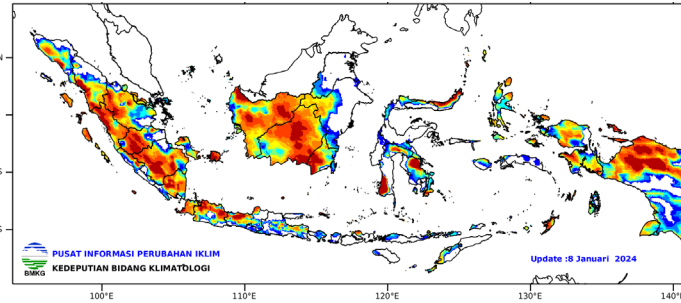 PUSAT INFORMASI PERUBAHAN IKLIM
KEDEPUTIAN BIDANG KLIMATOLOGI
BMKG
Update :8 Januari 2024
100°E 110°E 120°E 130°E 140°E